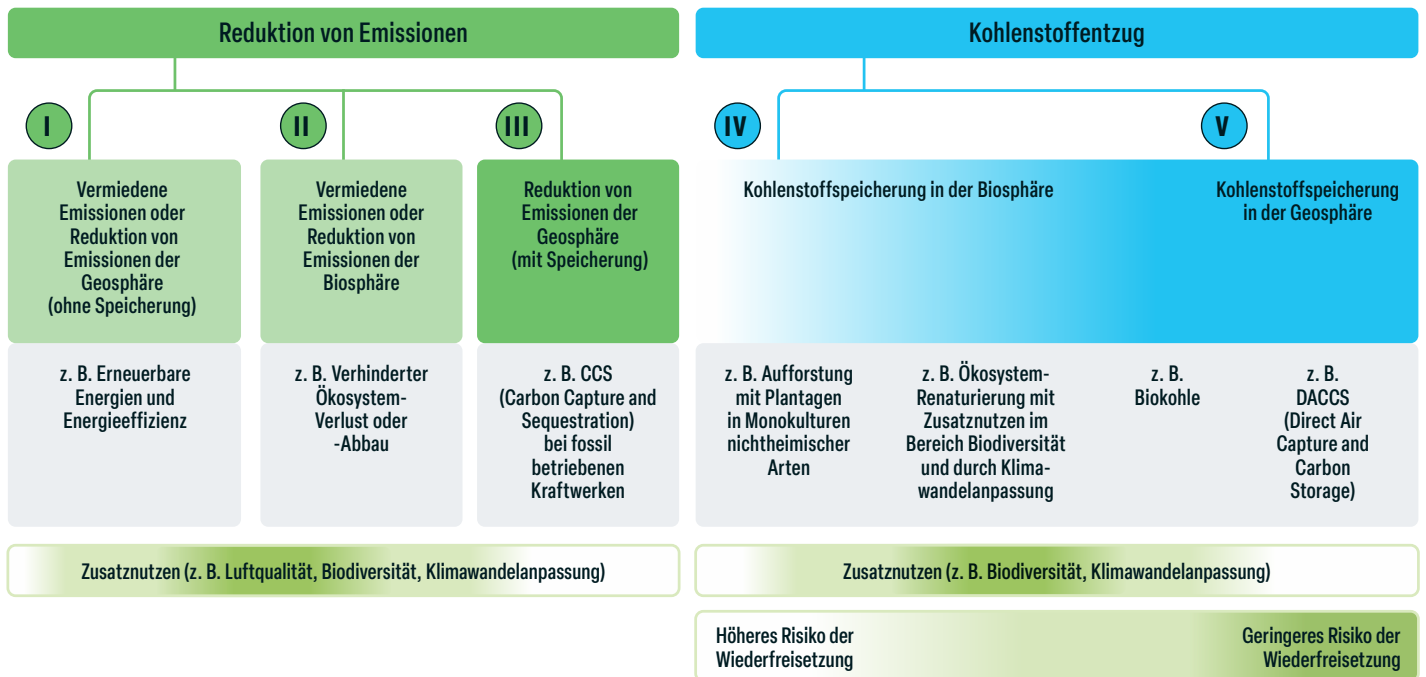 Reduktion von Emissionen
Kohlenstoffentzug
I
II
III
IV
V
Vermiedene
Emissionen oder
Reduktion von
Emissionen der
Geosphäre
(ohne Speicherung)
Vermiedene
Emissionen oder
Reduktion von
Emissionen der
Biosphäre
Reduktion von
Emissionen der
Geosphäre
(mit Speicherung)
Kohlenstoffspeicherung in der Biosphäre
Kohlenstoffspeicherung
in der Geosphäre
z. B. Erneuerbare
Energien und
Energieeffizienz
z. B. Verhinderter
Ökosystem-
Verlust oder
-Abbau
z. B. CCS
(Carbon Capture and
Sequestration)
bei fossil
betriebenen
Kraftwerken
z. B. Aufforstung
mit Plantagen
in Monokulturen
nichtheimischer
Arten
z. B. Ökosystem-
Renaturierung mit
Zusatznutzen im
Bereich Biodiversität
und durch Klima-
wandelanpassung
z. B.
Biokohle
z. B.
DACCS
(Direct Air
Capture and
Carbon
Storage)
Zusatznutzen (z. B. Luftqualität, Biodiversität, Klimawandelanpassung)
Zusatznutzen (z. B. Biodiversität, Klimawandelanpassung)
Höheres Risiko der
Wiederfreisetzung
Geringeres Risiko der
Wiederfreisetzung